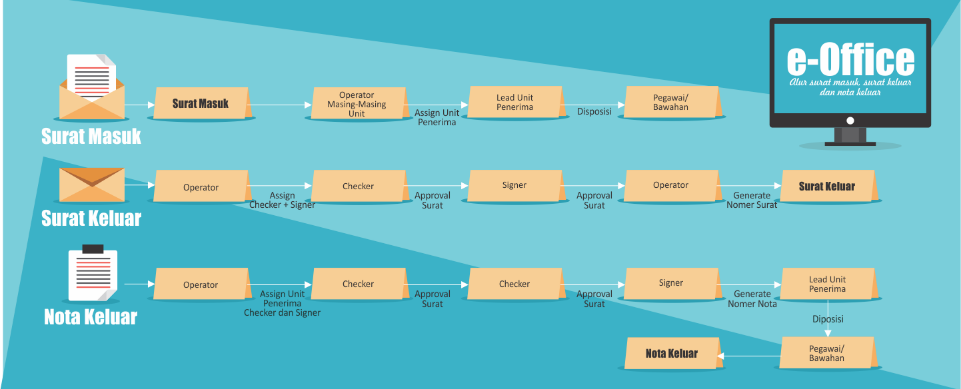 e-Office
Alur surat masuk, surat keluar
dan nota keluar
Surat Masuk
Surat Masuk
Operator
Masing-Masing
Unit
Assign Unit
Penerima
Lead Unit
Penerima
Disposisi
Pegawai/
Bawahan
Surat Keluar
Operator
Assign
Checker + Signer
Checker
Approval
Surat
Signer
Approval
Surat
Operator
Generate
Nomer Surat
Surat Keluar
Nota Keluar
Operator
Assign Unit
Penerima
Checker dan Signer
Checker
Approval
Surat
Checker
Approval
Surat
Signer
Generate
Nomer Nota
Lead Unit
Penerima
Diposisi
Pegawai/
Bawahan
Nota Keluar